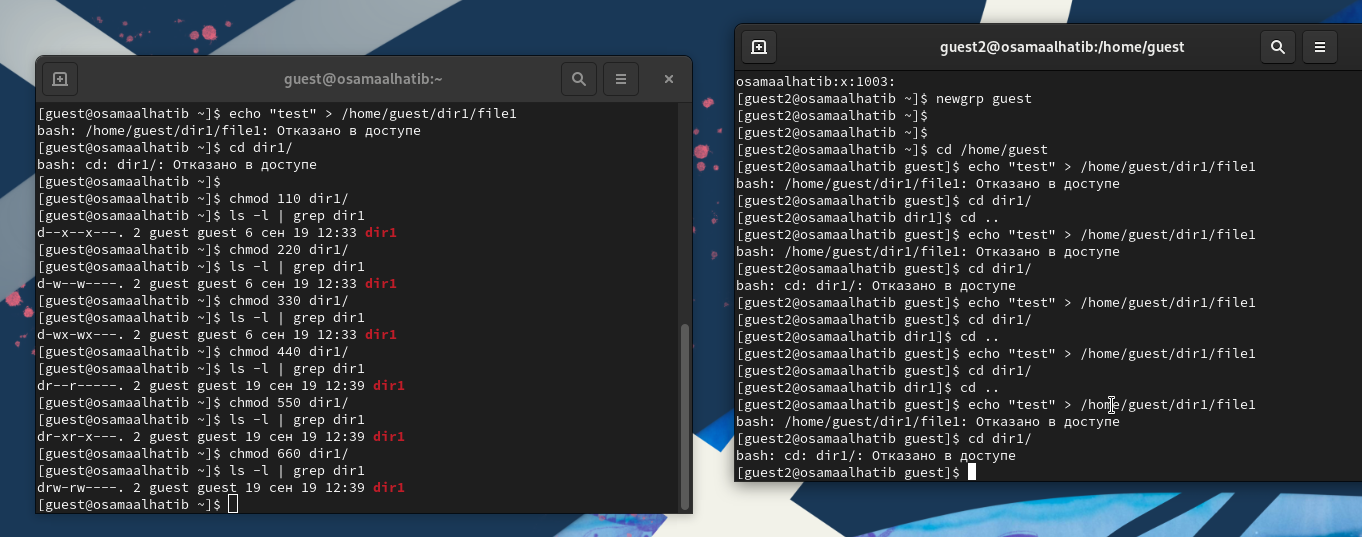 guest@osamaalhatib:~
[guest@osamaalhatib ~]$ echo "test" > /home/guest/dir1/file1
bash: /home/guest/dir1/file1: Отказано в доступе
[guest@osamaalhatib ~]$ cd dir1/
bash: cd: dir1/: Отказано в доступе
[guest@osamaalhatib ~]$
[guest@osamaalhatib ~]$ chmod 110 dir1/
[guest@osamaalhatib ~]$ ls -l | grep dir1
d--x--x---. 2 guest guest 6 сен 19 12:33 dir1
[guest@osamaalhatib ~]$ chmod 220 dir1/
[guest@osamaalhatib ~]$ ls -l | grep dir1
d-w--w----. 2 guest guest 6 сен 19 12:33 dir1
[guest@osamaalhatib ~]$ chmod 330 dir1/
[guest@osamaalhatib ~]$ ls -l | grep dir1
d-wx-wx---. 2 guest guest 6 сен 19 12:33 dir1
[guest@osamaalhatib ~]$ chmod 440 dir1/
[guest@osamaalhatib ~]$ ls -l | grep dir1
dr--r-----. 2 guest guest 19 сен 19 12:39 dir1
[guest@osamaalhatib ~]$ chmod 550 dir1/
[guest@osamaalhatib ~]$ ls -l | grep dir1
dr-xr-x---. 2 guest guest 19 сен 19 12:39 dir1
[guest@osamaalhatib ~]$ chmod 660 dir1/
[guest@osamaalhatib ~]$ ls -l | grep dir1
drw-rw----. 2 guest guest 19 сен 19 12:39 dir1
[guest@osamaalhatib ~]$
guest2@osamaalhatib:/home/guest
osamaalhatib:x:1003:
[guest2@osamaalhatib ~]$ newgrp guest
[guest2@osamaalhatib ~]$
[guest2@osamaalhatib ~]$
[guest2@osamaalhatib ~]$ cd /home/guest
[guest2@osamaalhatib guest]$ echo "test" > /home/guest/dir1/file1
bash: /home/guest/dir1/file1: Отказано в доступе
[guest2@osamaalhatib guest]$ cd dir1/
[guest2@osamaalhatib dir1]$ cd ..
[guest2@osamaalhatib guest]$ echo "test" > /home/guest/dir1/file1
bash: /home/guest/dir1/file1: Отказано в доступе
[guest2@osamaalhatib guest]$ cd dir1/
bash: cd: dir1/: Отказано в доступе
[guest2@osamaalhatib guest]$ echo "test" > /home/guest/dir1/file1
[guest2@osamaalhatib guest]$ cd dir1/
[guest2@osamaalhatib dir1]$ cd ..
[guest2@osamaalhatib guest]$ echo "test" > /home/guest/dir1/file1
[guest2@osamaalhatib guest]$ cd dir1/
[guest2@osamaalhatib dir1]$ cd ..
[guest2@osamaalhatib guest]$ echo "test" > /home/guest/dir1/file1
bash: /home/guest/dir1/file1: Отказано в доступе
[guest2@osamaalhatib guest]$ cd dir1/
bash: cd: dir1/: Отказано в доступе
[guest2@osamaalhatib guest]$